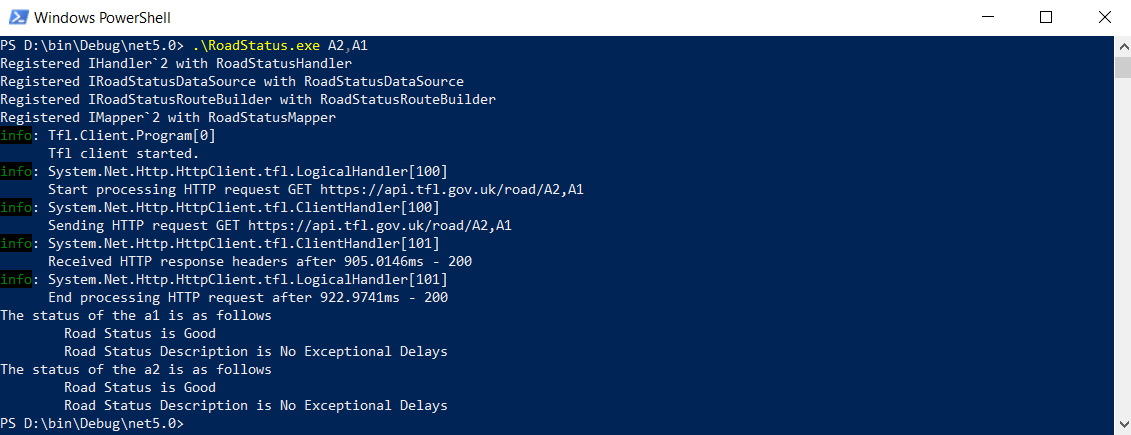 Windows PowerShell
PS D:\bin\Debug\net5.0> .\RoadStatus.exe A2,A1
Registered IHandler`2 with RoadStatusHandler
Registered IRoadStatusDataSource with RoadStatusDataSource
Registered IRoadStatusRouteBuilder with RoadStatusRouteBuilder
Registered IMapper`2 with RoadStatusMapper
info: Tfl.Client.Program[0]
      Tfl client started.
info: System.Net.Http.HttpClient.tfl.LogicalHandler[100]
      Start processing HTTP request GET https://api.tfl.gov.uk/road/A2,A1
info: System.Net.Http.HttpClient.tfl.ClientHandler[100]
      Sending HTTP request GET https://api.tfl.gov.uk/road/A2,A1
info: System.Net.Http.HttpClient.tfl.ClientHandler[101]
      Received HTTP response headers after 905.0146ms - 200
info: System.Net.Http.HttpClient.tfl.LogicalHandler[101]
      End processing HTTP request after 922.9741ms - 200
The status of the a1 is as follows
        Road Status is Good
        Road Status Description is No Exceptional Delays
The status of the a2 is as follows
        Road Status is Good
        Road Status Description is No Exceptional Delays
PS D:\bin\Debug\net5.0>